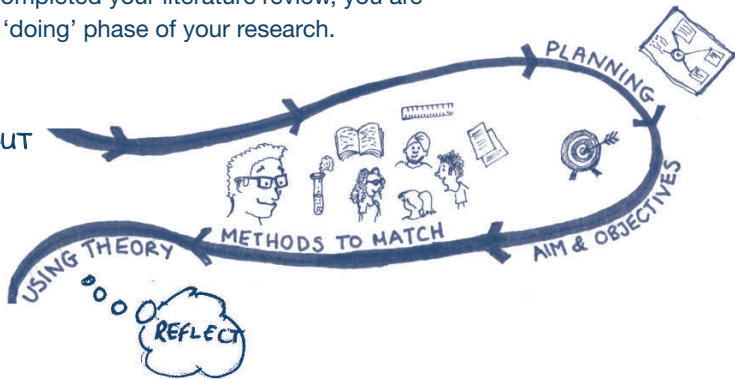 ompleted your literature review, you are
'doing' phase of your research.
PLANNING
UT
AIM & OBJECTIVES
METHODS TO MATCH
USING THEORY
REFLECT